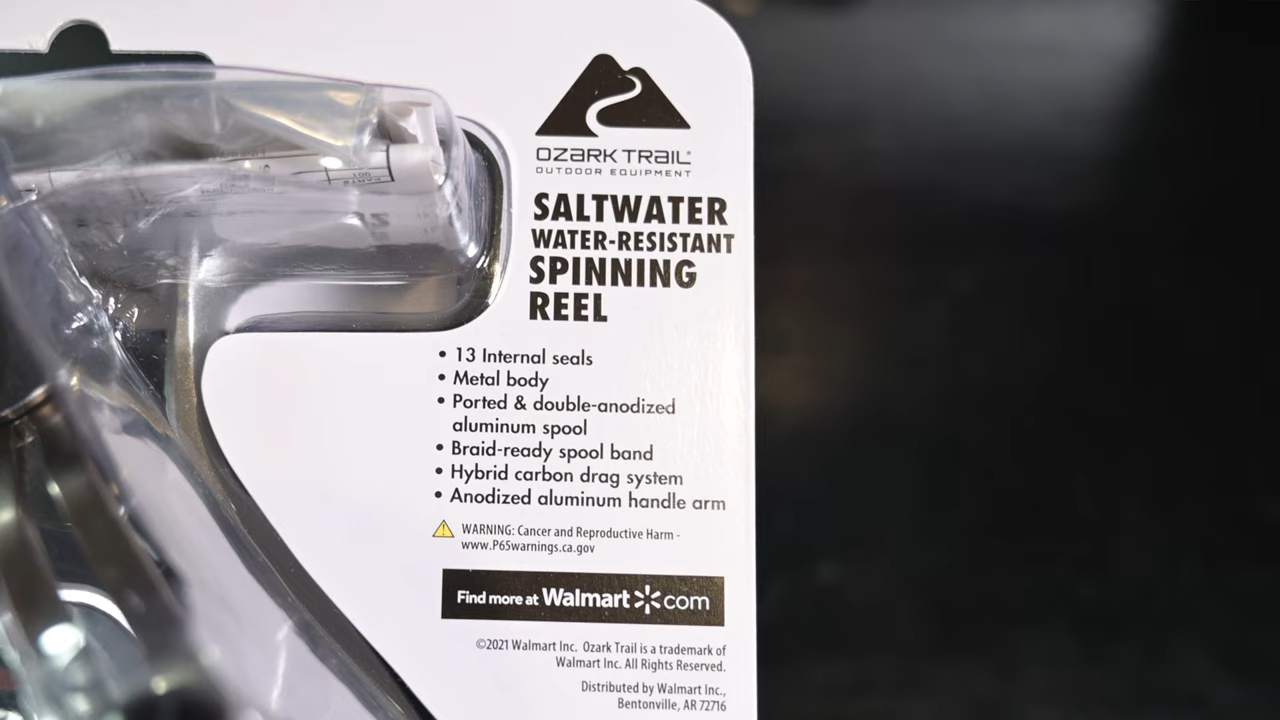 OZARK TRAIL®
OUTDOOR EQUIPMENT
SALTWATER
WATER-RESISTANT
SPINNING
REEL
• 13 Internal seals
• Metal body
• Ported & double-anodized
aluminum spool
• Braid-ready spool band
• Hybrid carbon drag system
• Anodized aluminum handle arm
WARNING: Cancer and Reproductive Harm -
www.P65warnings.ca.gov
Find more at Walmart.com
©2021 Walmart Inc. Ozark Trail is a trademark of
Walmart Inc. All Rights Reserved.
Distributed by Walmart Inc.,
Bentonville, AR 72716